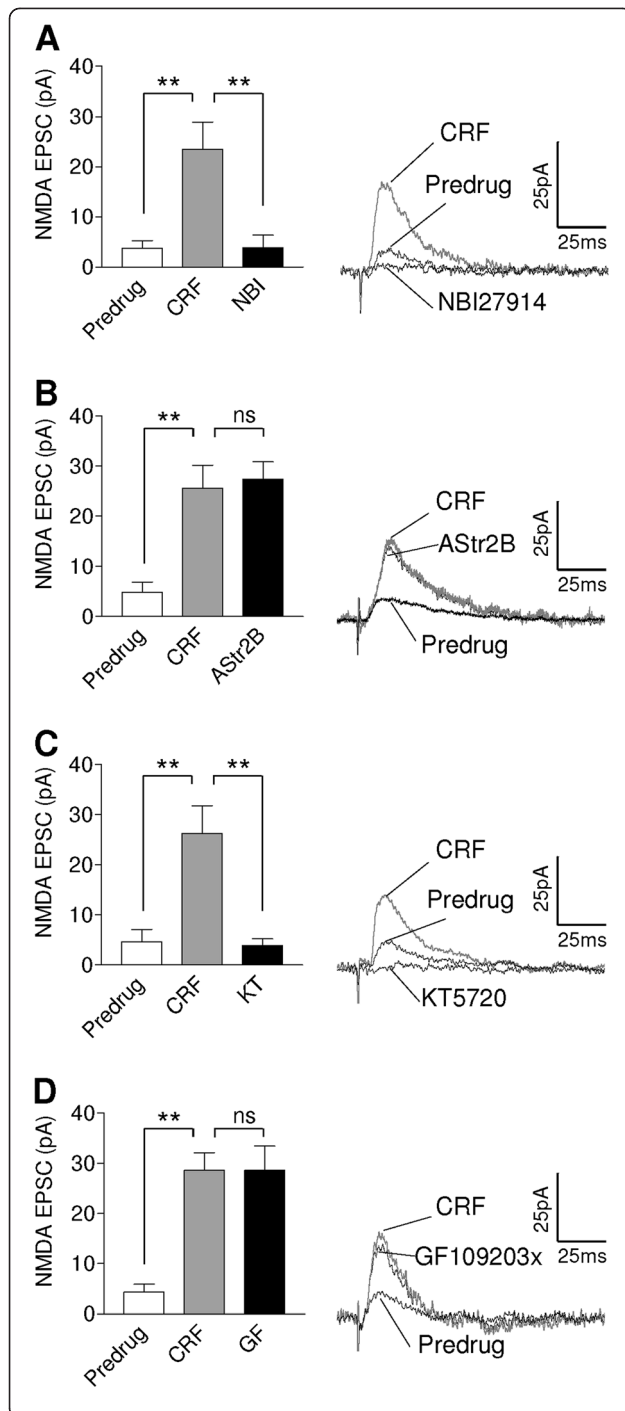 A
NMDA EPSC (pA)
40
30
20
10
0
** **
Predrug
CRF
NBI
CRF
Predrug
NBI27914
25pA
25ms
B
NMDA EPSC (pA)
40
30
20
10
0
** ns
Predrug
CRF
AStr2B
CRF
AStr2B
Predrug
25pA
25ms
C
NMDA EPSC (pA)
40
30
20
10
0
** **
Predrug
CRF
KT
CRF
Predrug
KT5720
25pA
25ms
D
NMDA EPSC (pA)
40
30
20
10
0
** ns
Predrug
CRF
GF
CRF
GF109203x
Predrug
25pA
25ms